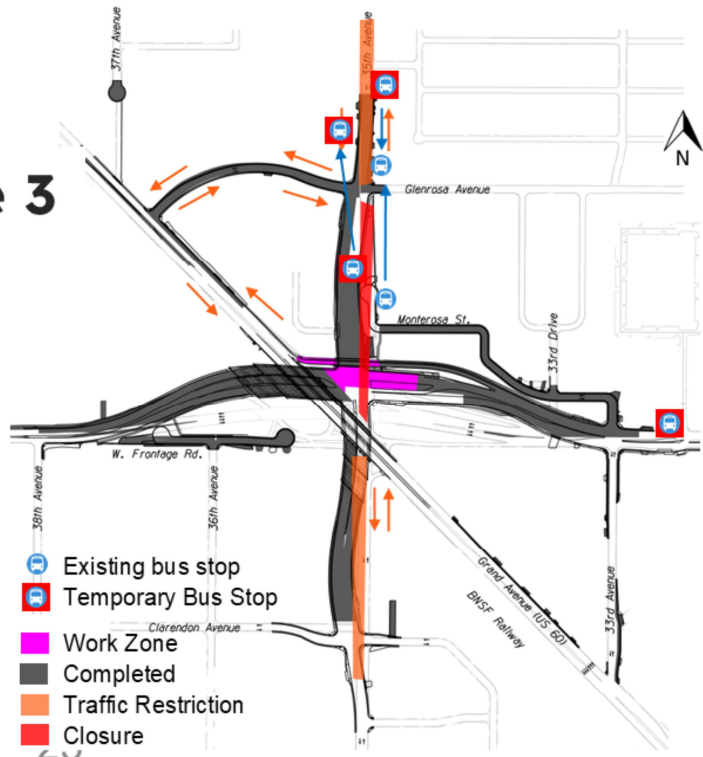 37th Avenue
35th Avenue
N
e 3
Glenrosa Avenue
Monterosa St.
33rd Drive
W. Frontage Rd.
38th Avenue
36th Avenue
Grand Avenue (US 60)
BNSF Railway
33rd Avenue
Clarendon Avenue
Existing bus stop
Temporary Bus Stop
Work Zone
Completed
Traffic Restriction
Closure